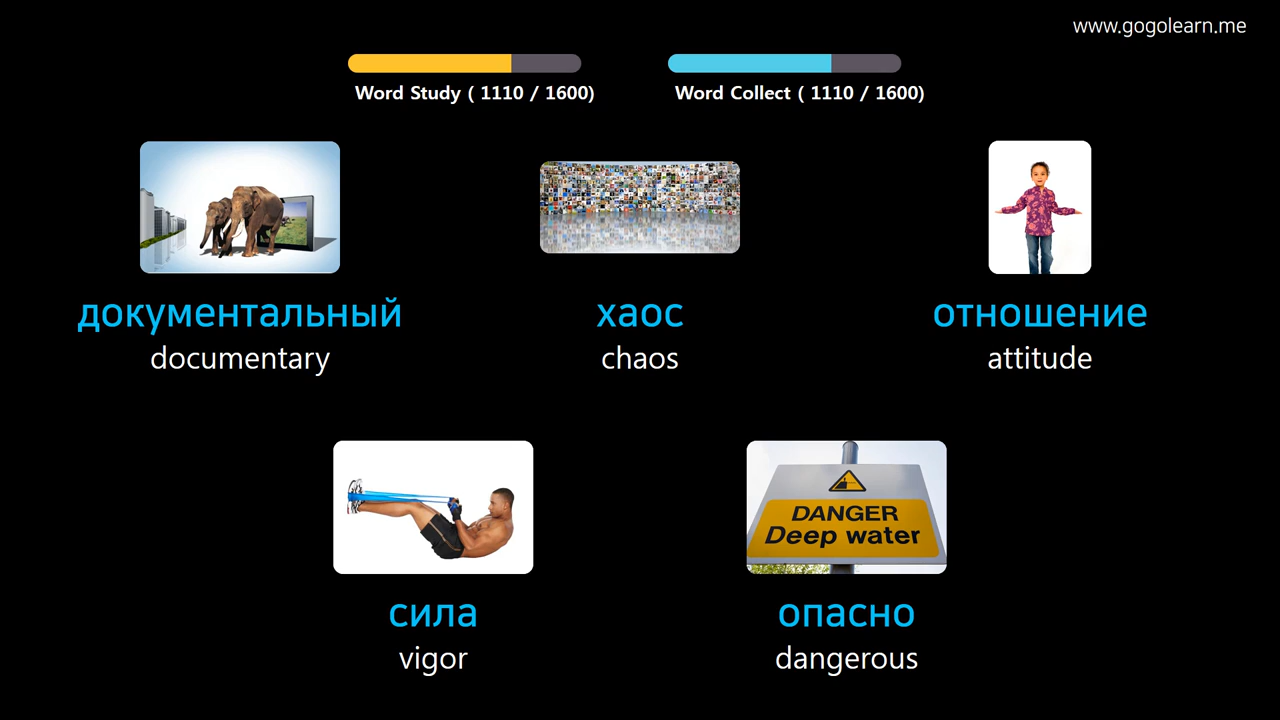 www.gogolearn.me
Word Study ( 1110 / 1600)
Word Collect ( 1110 / 1600)
документальный
documentary
хаос
chaos
отношение
attitude
DANGER
Deep water
сила
vigor
опасно
dangerous